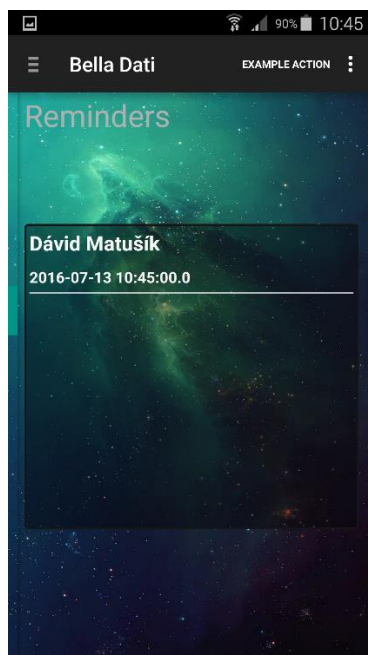 90% 10:45
Bella Dati EXAMPLE ACTION
Reminders
Dávid Matušík
2016-07-13 10:45:00.0